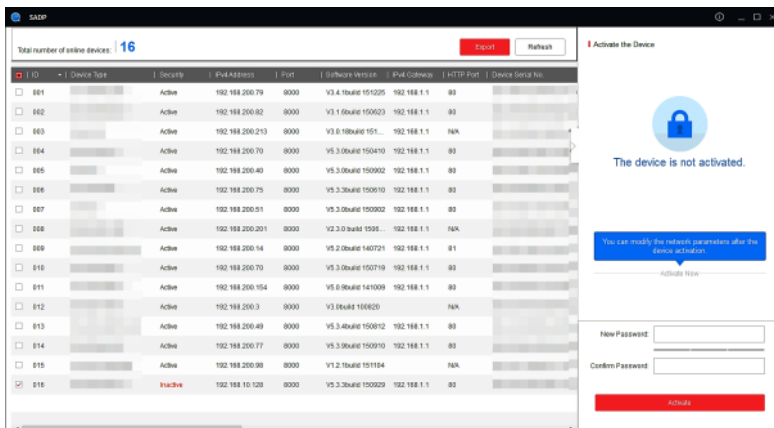 SADP
Total number of online devices: 16
Export
Refresh
ID Device Type Security IPv4 Address Port Software Version IPv4 Gateway HTTP Port Device Serial No.
001 Active 192.168.200.79 8000 V3.4.1build 151225 192.168.1.1 80
002 Active 192.168.200.82 8000 V3.1.6build 150623 192.168.1.1 80
003 Active 192.168.200.213 8000 V3.0.18build 151... 192.168.1.1 N/A
004 Active 192.168.200.70 8000 V5.3.0build 150410 192.168.1.1 80
005 Active 192.168.200.40 8000 V5.3.0build 150902 192.168.1.1 80
006 Active 192.168.200.75 8000 V5.3.3build 150610 192.168.1.1 80
007 Active 192.168.200.51 8000 V5.3.0build 150902 192.168.1.1 80
008 Active 192.168.200.201 8000 V2.3.0 build 1506... 192.168.1.1 N/A
009 Active 192.168.200.14 8000 V5.2.0build 140721 192.168.1.1 81
010 Active 192.168.200.70 8000 V5.3.0build 150719 192.168.1.1 80
011 Active 192.168.200.154 8000 V5.0.9build 141009 192.168.1.1 80
012 Active 192.168.200.3 8000 V3.0build 100820 N/A
013 Active 192.168.200.49 8000 V5.3.4build 150812 192.168.1.1 80
014 Active 192.168.200.77 8000 V5.3.9build 150910 192.168.1.1 80
015 Active 192.168.200.98 8000 V1.2.1build 151104 N/A
016 Inactive 192.168.10.128 8000 V5.3.3build 150929 192.168.1.1 80
Activate the Device
The device is not activated.
You can modify the network parameters after the
device activation.
Activate Now
New Password:
Confirm Password:
Activate